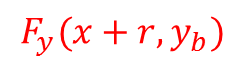 F_y(x + r, y_b)